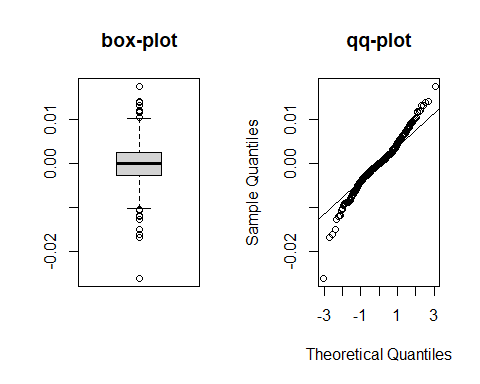 box-plot
0.01
0.00
-0.02
qq-plot
Sample Quantiles
0.01
0.00
-0.02
-3 -1 1 3
Theoretical Quantiles